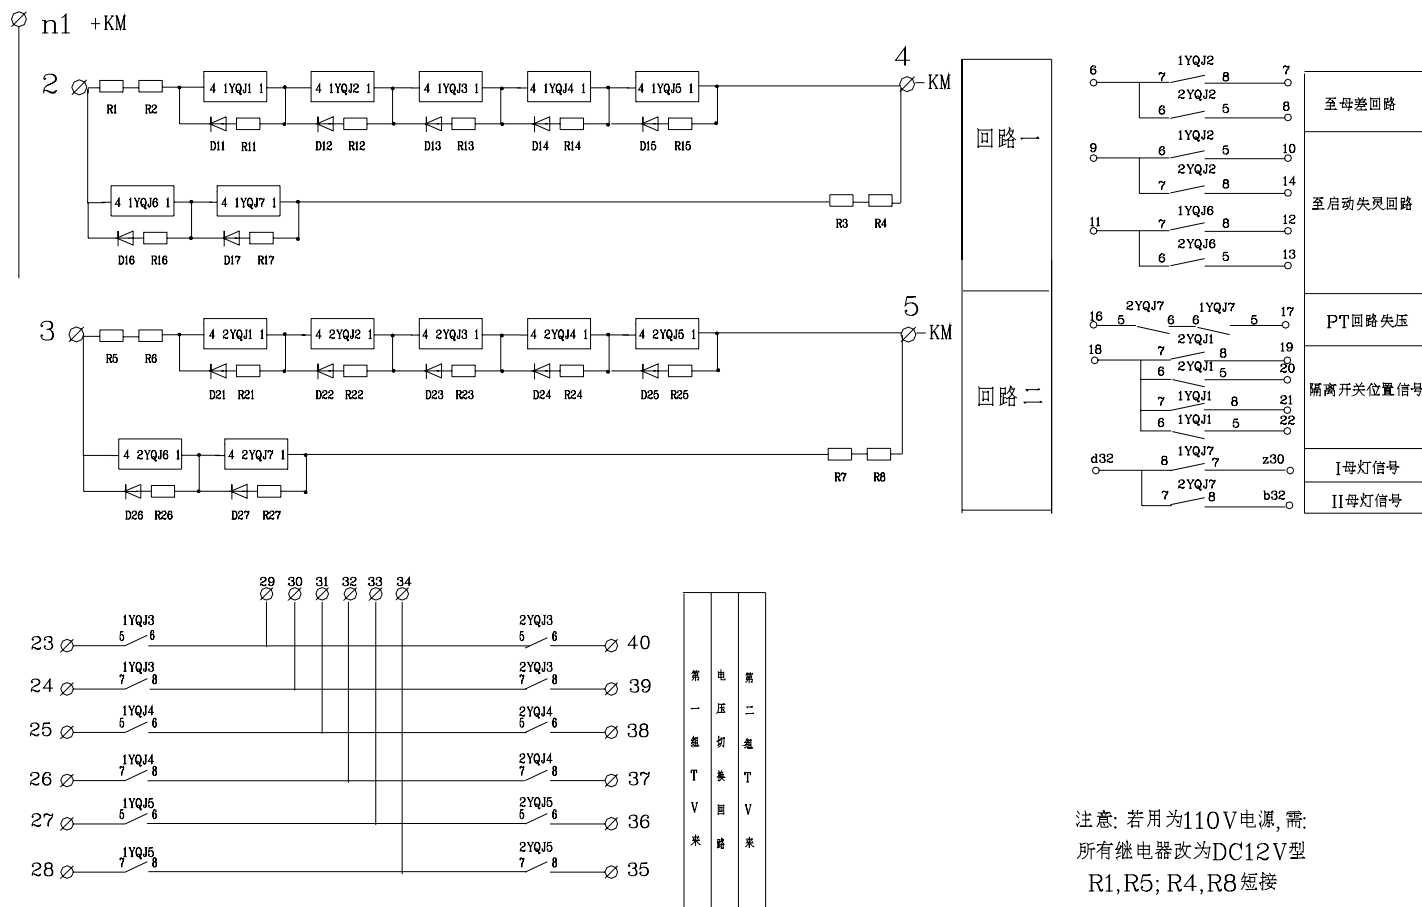 n1 +KM
2 4 -KM
R1 R2 4 1YQJ1 1 4 1YQJ2 1 4 1YQJ3 1 4 1YQJ4 1 4 1YQJ5 1
D11 R11 D12 R12 D13 R13 D14 R14 D15 R15
4 1YQJ6 1 4 1YQJ7 1 R3 R4
D16 R16 D17 R17
3 5 -KM
R5 R6 4 2YQJ1 1 4 2YQJ2 1 4 2YQJ3 1 4 2YQJ4 1 4 2YQJ5 1
D21 R21 D22 R22 D23 R23 D24 R24 D25 R25
4 2YQJ6 1 4 2YQJ7 1 R7 R8
D26 R26 D27 R27
回路一
回路二
1YQJ2
6 7 8 7
2YQJ2
6 5 8
至母差回路
1YQJ2
9 6 5 10
2YQJ2
7 8 14
至启动失灵回路
1YQJ6
11 7 8 12
2YQJ6
6 5 13
2YQJ7 1YQJ7
16 5 6 6 5 17
PT回路失压
2YQJ1
18 7 8 19
2YQJ1
6 5 20
隔离开关位置信号
1YQJ1
7 8 21
1YQJ1
6 5 22
1YQJ7
d32 8 7 z30
I母灯信号
2YQJ7
7 8 b32
II母灯信号
29 30 31 32 33 34
1YQJ3 2YQJ3
23 5 6 5 6 40
1YQJ3 2YQJ3
24 7 8 7 8 39
1YQJ4 2YQJ4
25 5 6 5 6 38
1YQJ4 2YQJ4
26 7 8 7 8 37
1YQJ5 2YQJ5
27 5 6 5 6 36
1YQJ5 2YQJ5
28 7 8 7 8 35
第一组TV来
电压切换回路
第二组TV来
注意: 若用为110V电源,需:
所有继电器改为DC12V型
R1,R5; R4,R8短接